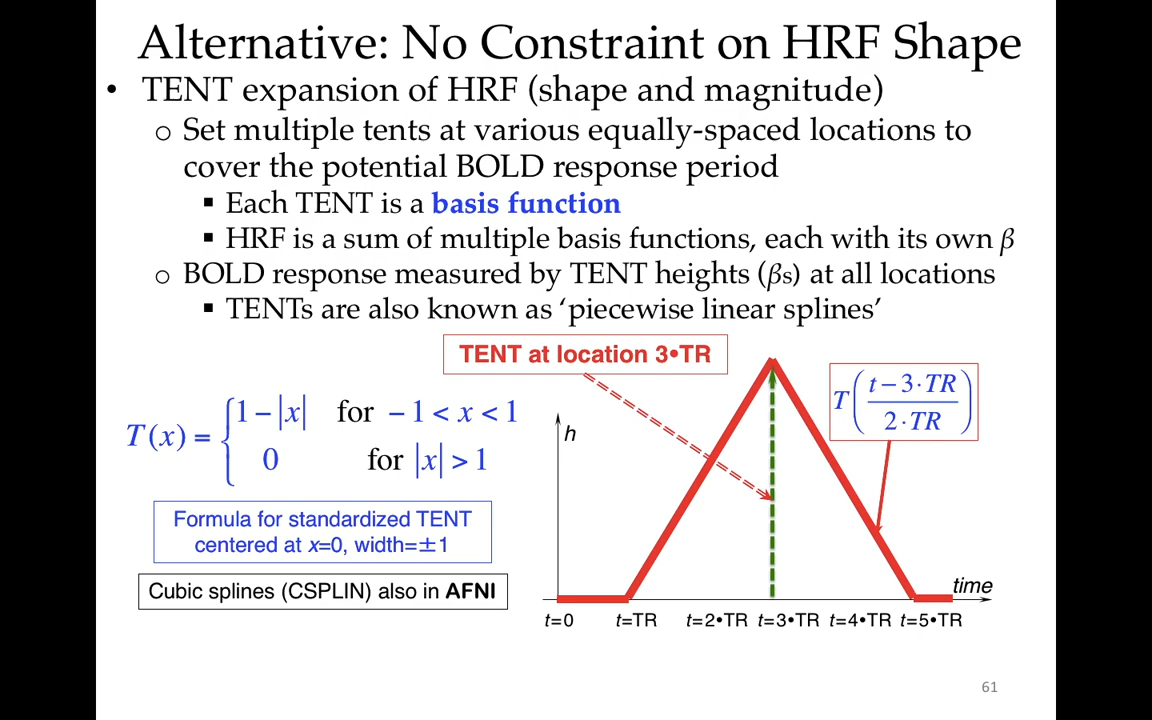 Alternative: No Constraint on HRF Shape
• TENT expansion of HRF (shape and magnitude)
o Set multiple tents at various equally-spaced locations to
cover the potential BOLD response period
▪ Each TENT is a basis function
▪ HRF is a sum of multiple basis functions, each with its own β
o BOLD response measured by TENT heights (βs) at all locations
▪ TENTs are also known as ‘piecewise linear splines’
TENT at location 3•TR
T(x) = { 1 − |x| for − 1 < x < 1
0 for |x| > 1
Formula for standardized TENT
centered at x=0, width=±1
Cubic splines (CSPLIN) also in AFNI
h
T( (t − 3·TR) / (2·TR) )
time
t=0 t=TR t=2•TR t=3•TR t=4•TR t=5•TR
61